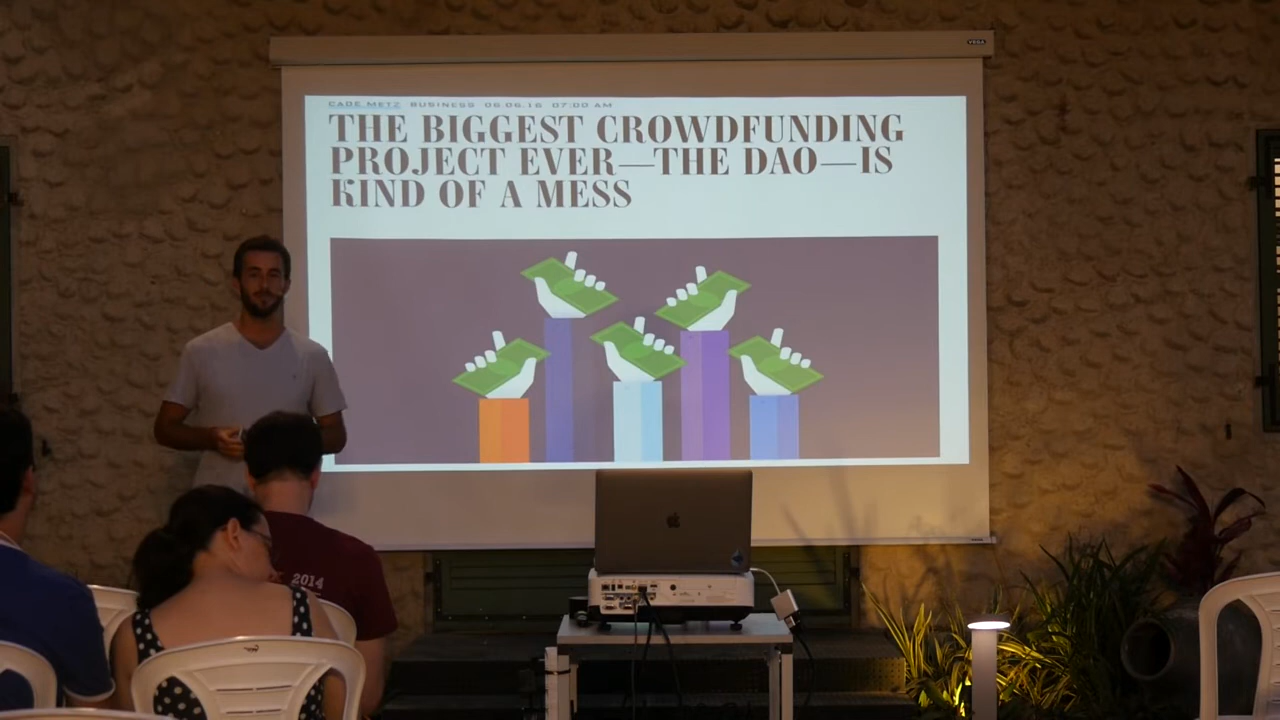 VEGA
CADE METZ BUSINESS 06.06.16 07:00 AM
THE BIGGEST CROWDFUNDING
PROJECT EVER—THE DAO—IS
KIND OF A MESS
2014